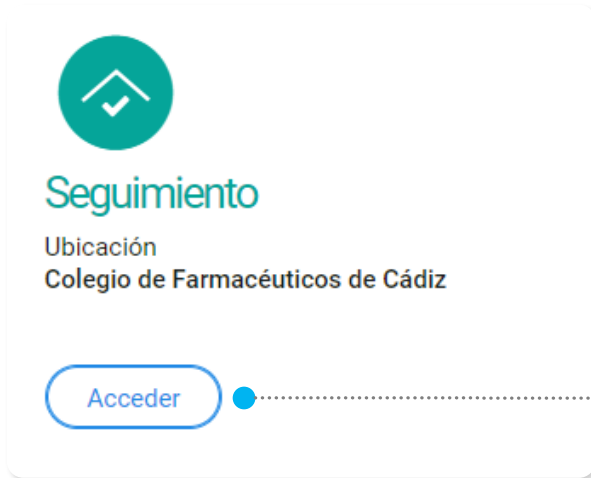 Seguimiento
Ubicación
Colegio de Farmacéuticos de Cádiz
Acceder